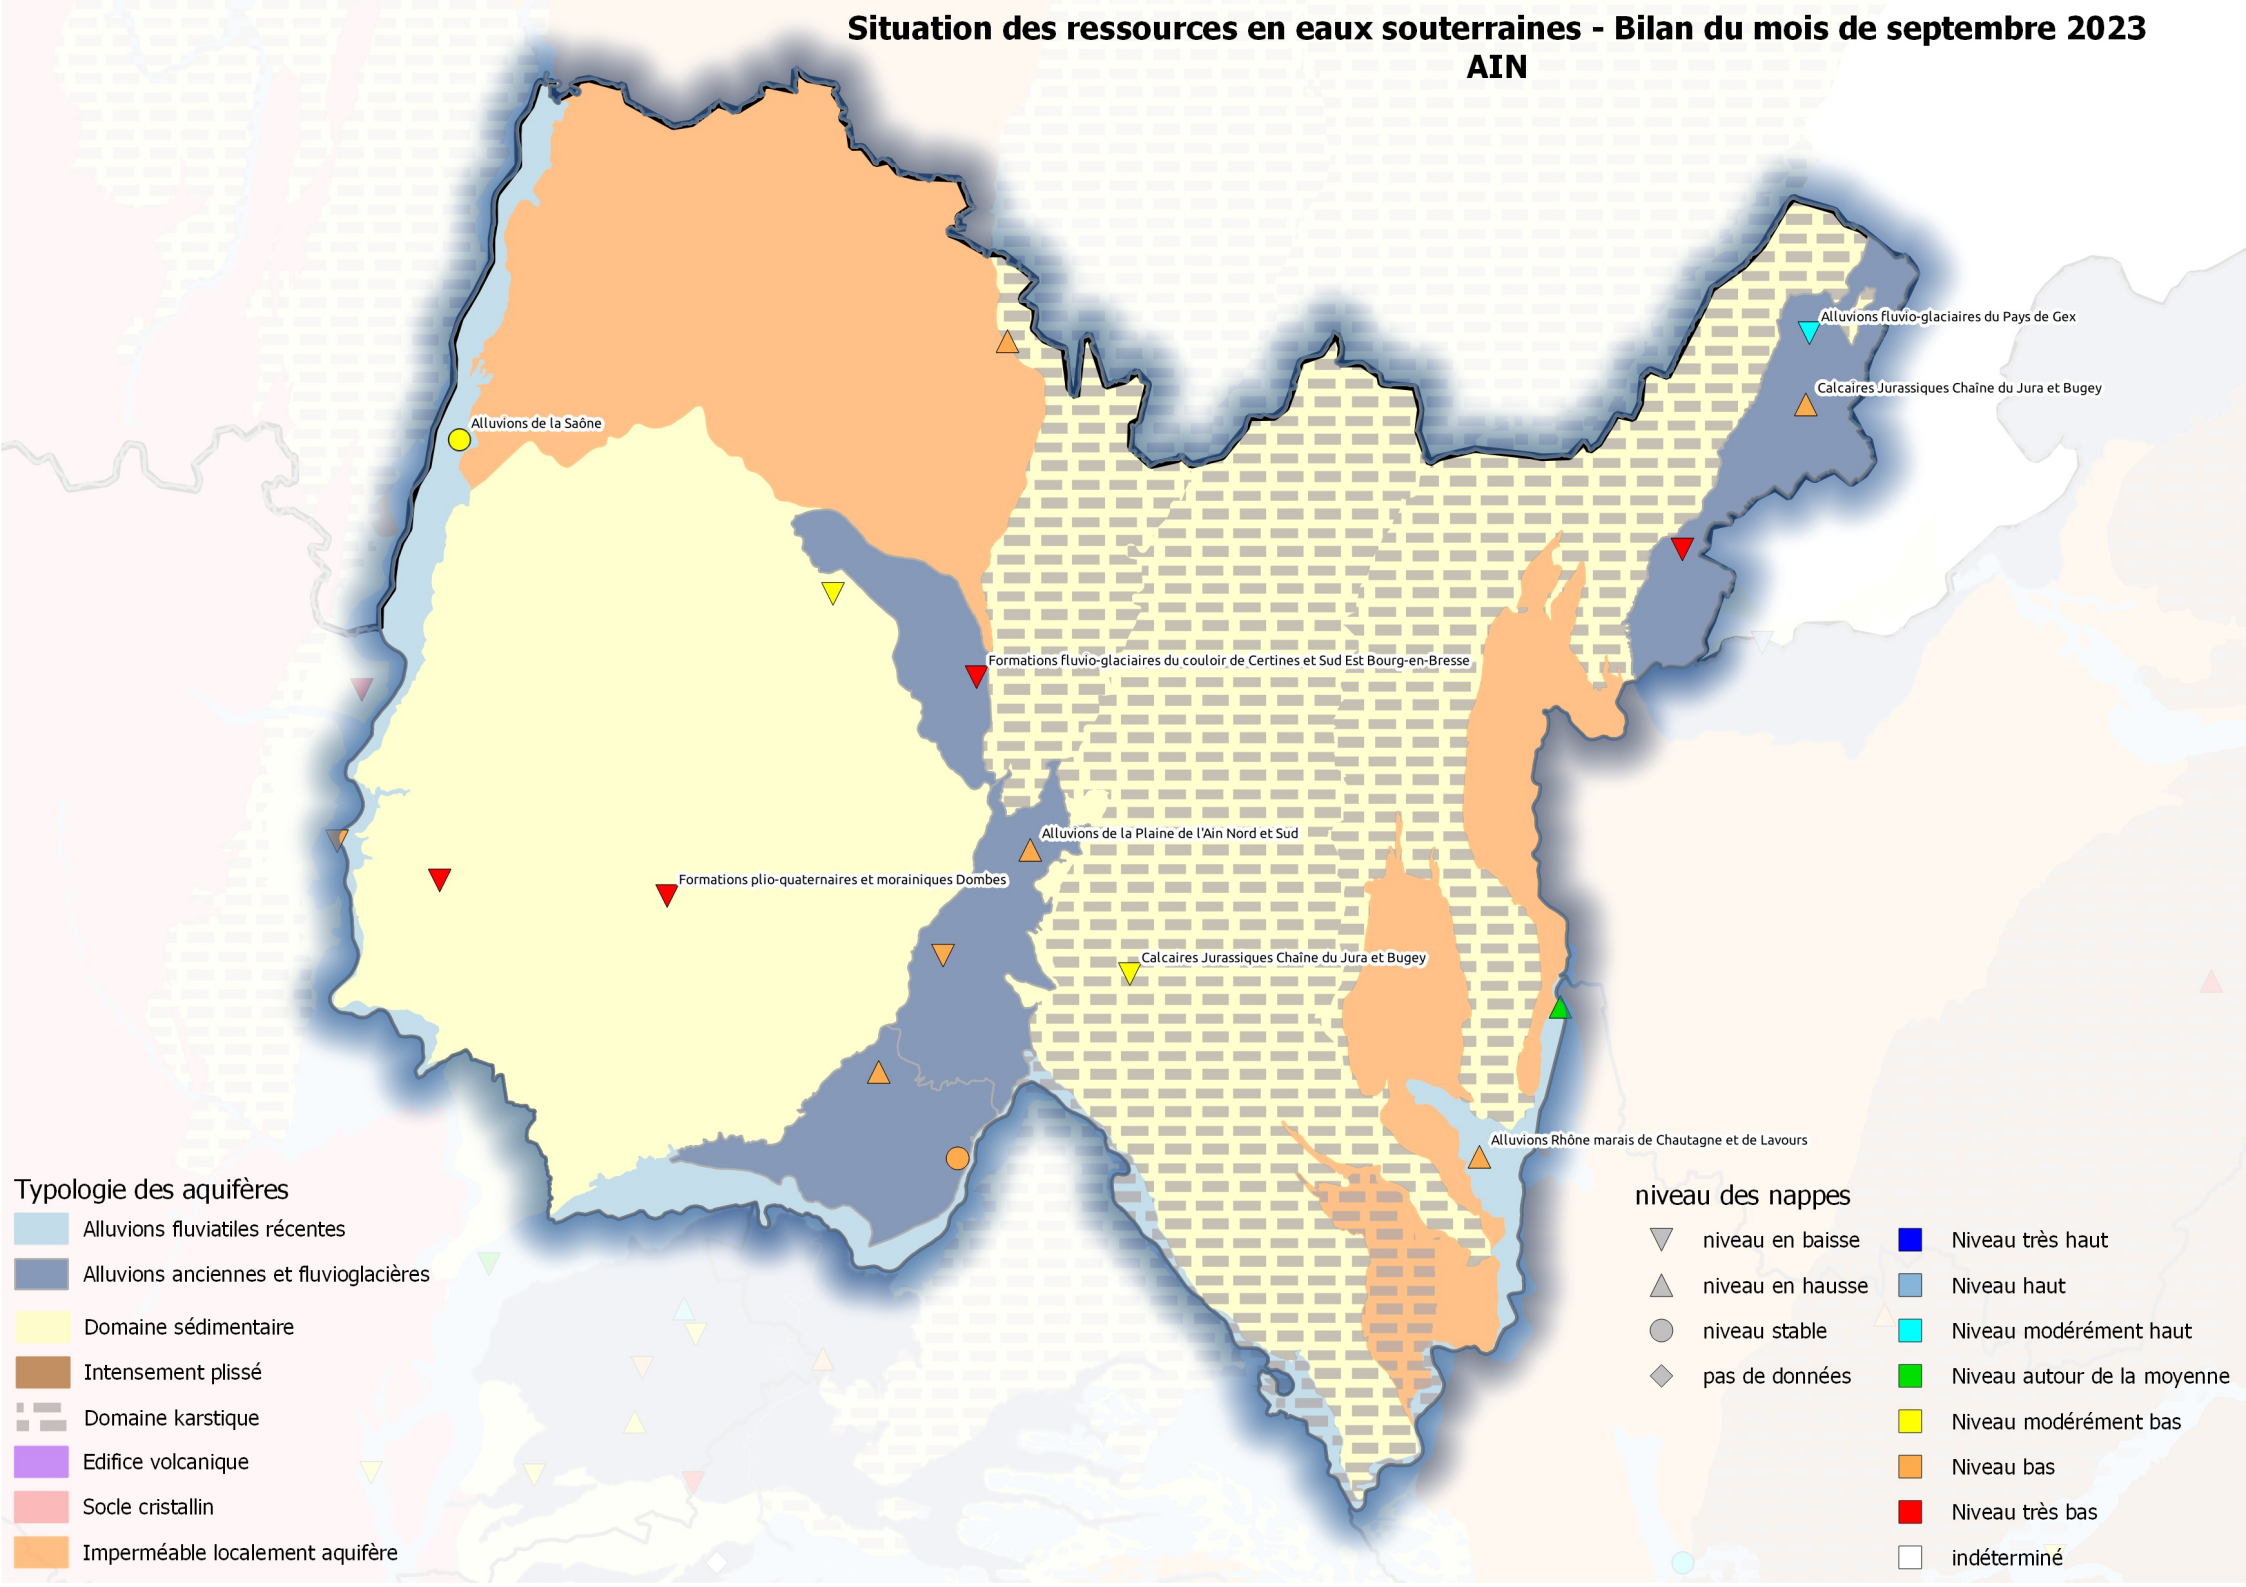 Situation des ressources en eaux souterraines - Bilan du mois de septembre 2023
AIN
Alluvions fluvio-glaciaires du Pays de Gex
Calcaires Jurassiques Chaîne du Jura et Bugey
Alluvions de la Saône
Formations fluvio-glaciaires du couloir de Certines et Sud Est Bourg-en-Bresse
Alluvions de la Plaine de l'Ain Nord et Sud
Formations plio-quaternaires et morainiques Dombes
Calcaires Jurassiques Chaîne du Jura et Bugey
Alluvions Rhône marais de Chautagne et de Lavours
Typologie des aquifères
Alluvions fluviatiles récentes
Alluvions anciennes et fluvioglacières
Domaine sédimentaire
Intensement plissé
Domaine karstique
Edifice volcanique
Socle cristallin
Imperméable localement aquifère
niveau des nappes
niveau en baisse
niveau en hausse
niveau stable
pas de données
Niveau très haut
Niveau haut
Niveau modérément haut
Niveau autour de la moyenne
Niveau modérément bas
Niveau bas
Niveau très bas
indéterminé